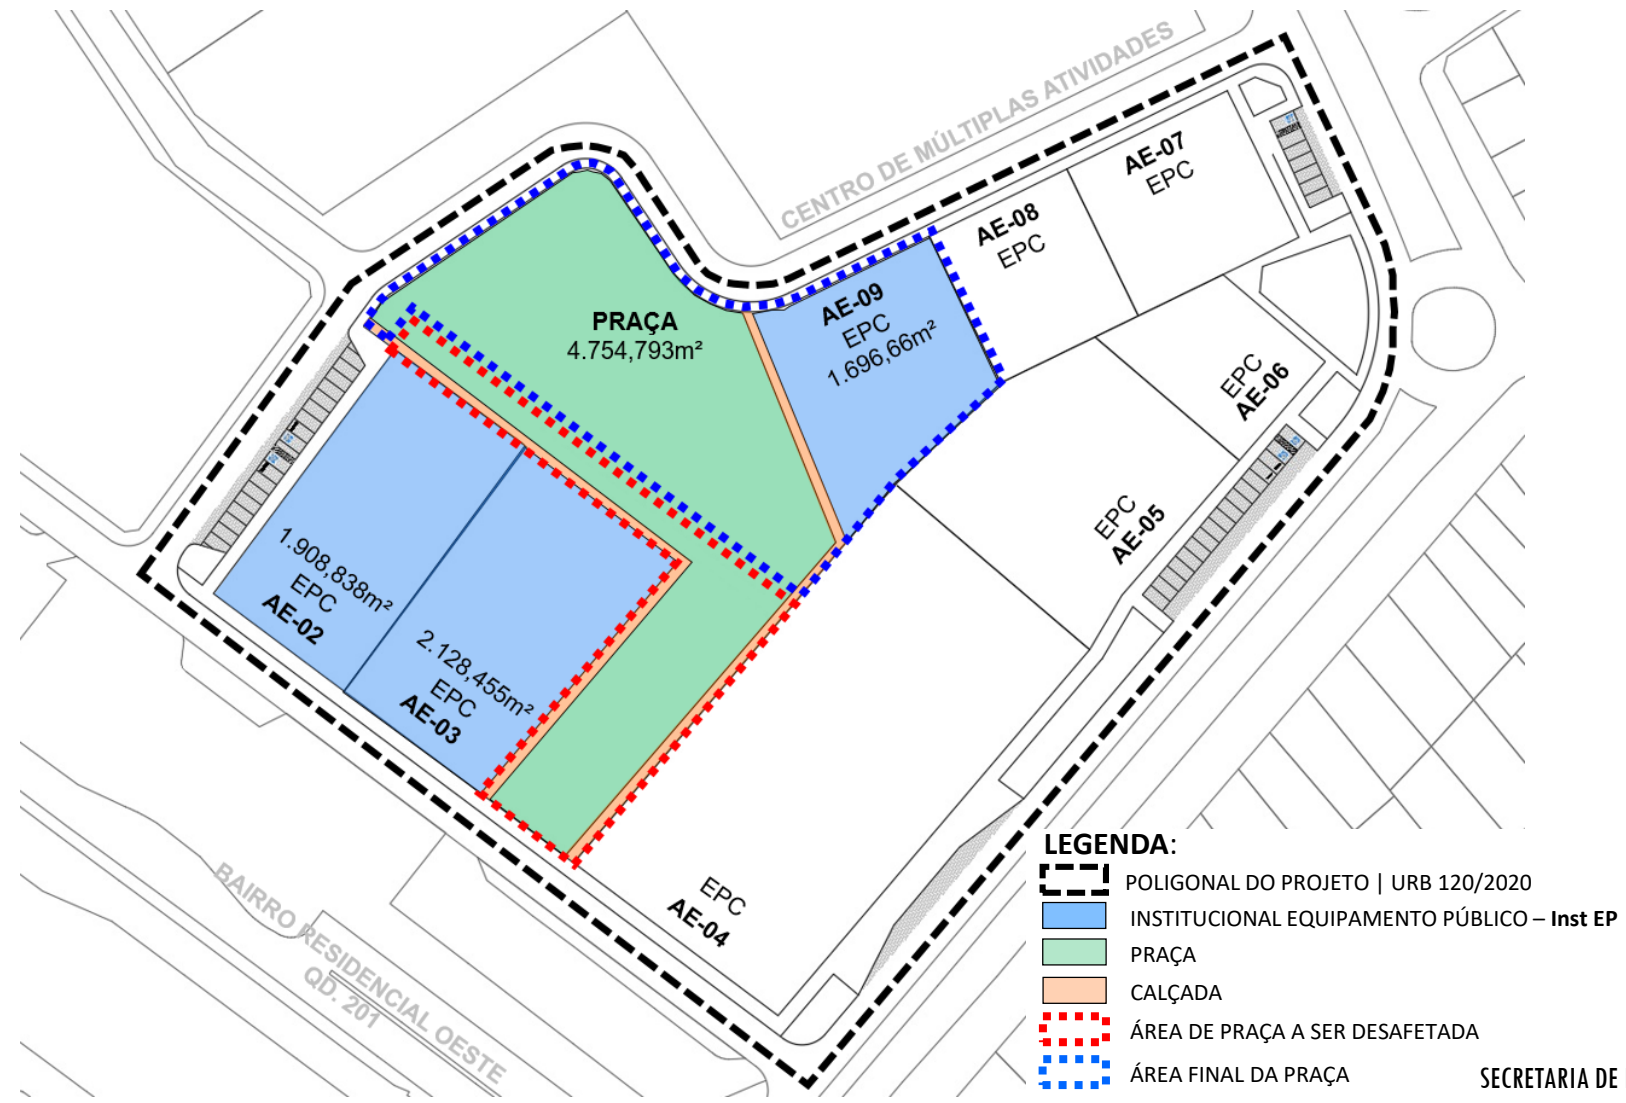 CENTRO DE MÚLTIPLAS ATIVIDADES
AE-07
EPC
AE-08
EPC
AE-09
EPC
1.696,66m²
PRAÇA
4.754,793m²
EPC
AE-06
EPC
AE-05
1.908,838m²
EPC
AE-02
2.128,455m²
EPC
AE-03
EPC
AE-04
BAIRRO RESIDENCIAL OESTE
QD. 201
LEGENDA:
POLIGONAL DO PROJETO | URB 120/2020
INSTITUCIONAL EQUIPAMENTO PÚBLICO – Inst EP
PRAÇA
CALÇADA
ÁREA DE PRAÇA A SER DESAFETADA
ÁREA FINAL DA PRAÇA
SECRETARIA DE